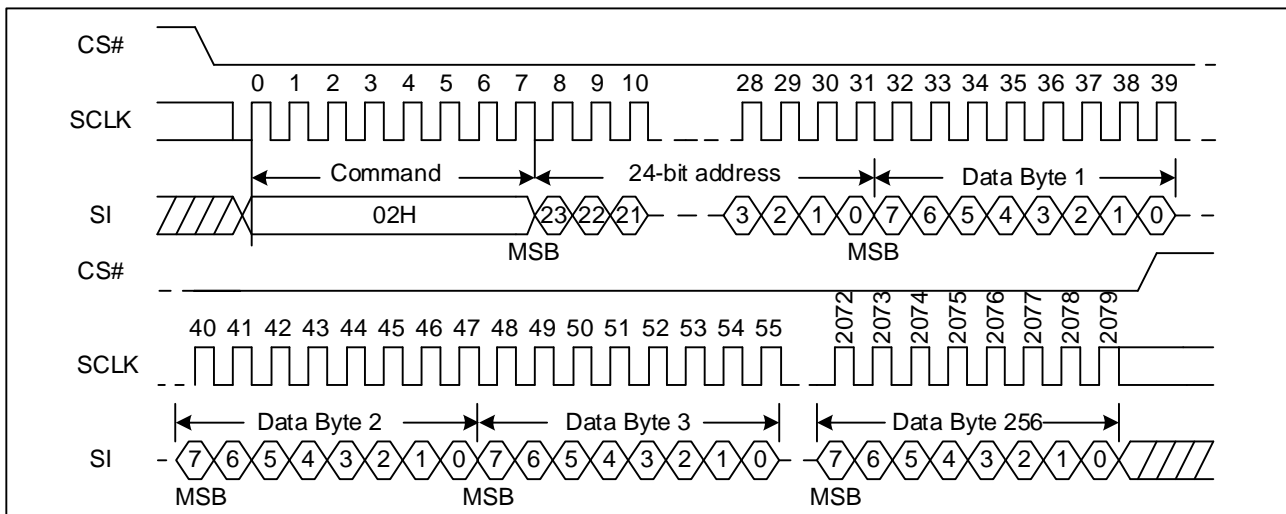 CS#
0 1 2 3 4 5 6 7 8 9 10 28 29 30 31 32 33 34 35 36 37 38 39
SCLK
Command 24-bit address Data Byte 1
SI 02H 23 22 21 3 2 1 0 7 6 5 4 3 2 1 0
MSB MSB
CS#
40 41 42 43 44 45 46 47 48 49 50 51 52 53 54 55 2072 2073 2074 2075 2076 2077 2078 2079
SCLK
Data Byte 2 Data Byte 3 Data Byte 256
SI 7 6 5 4 3 2 1 0 7 6 5 4 3 2 1 0 7 6 5 4 3 2 1 0
MSB MSB MSB